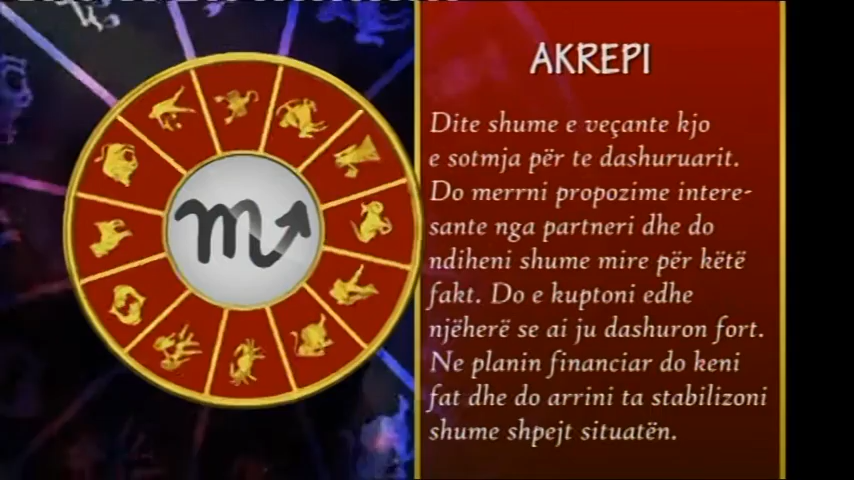 AKREPI
Dite shume e veçante kjo
e sotmja për te dashuruarit.
Do merrni propozime intere-
sante nga partneri dhe do
ndiheni shume mire për këtë
fakt. Do e kuptoni edhe
njëherë se ai ju dashuron fort.
Ne planin financiar do keni
fat dhe do arrini ta stabilizoni
shume shpejt situatën.